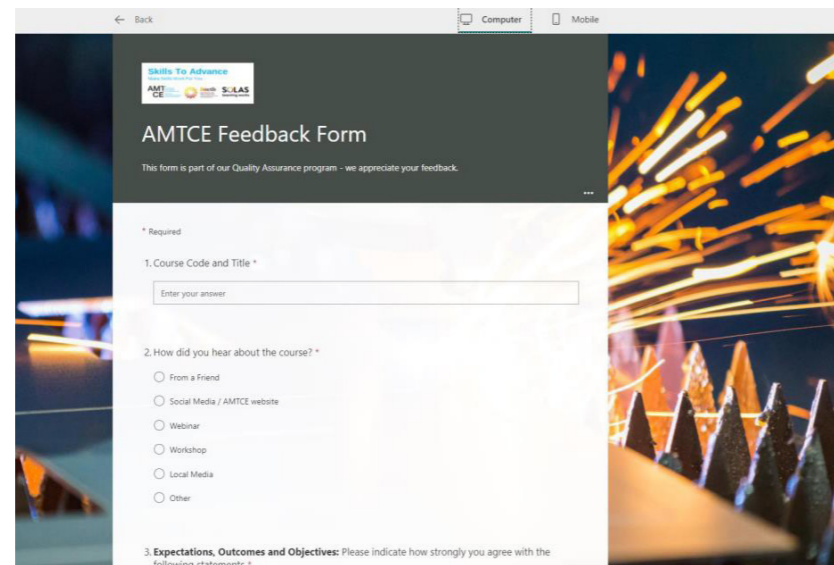 Back
Computer
Mobile
Skills To Advance
AMTCE
SOLAS
AMTCE Feedback Form
This form is part of our Quality Assurance program - we appreciate your feedback.
...
* Required
1. Course Code and Title *
Enter your answer
2. How did you hear about the course? *
From a Friend
Social Media / AMTCE website
Webinar
Workshop
Local Media
Other
3. Expectations, Outcomes and Objectives: Please indicate how strongly you agree with the
following statements *